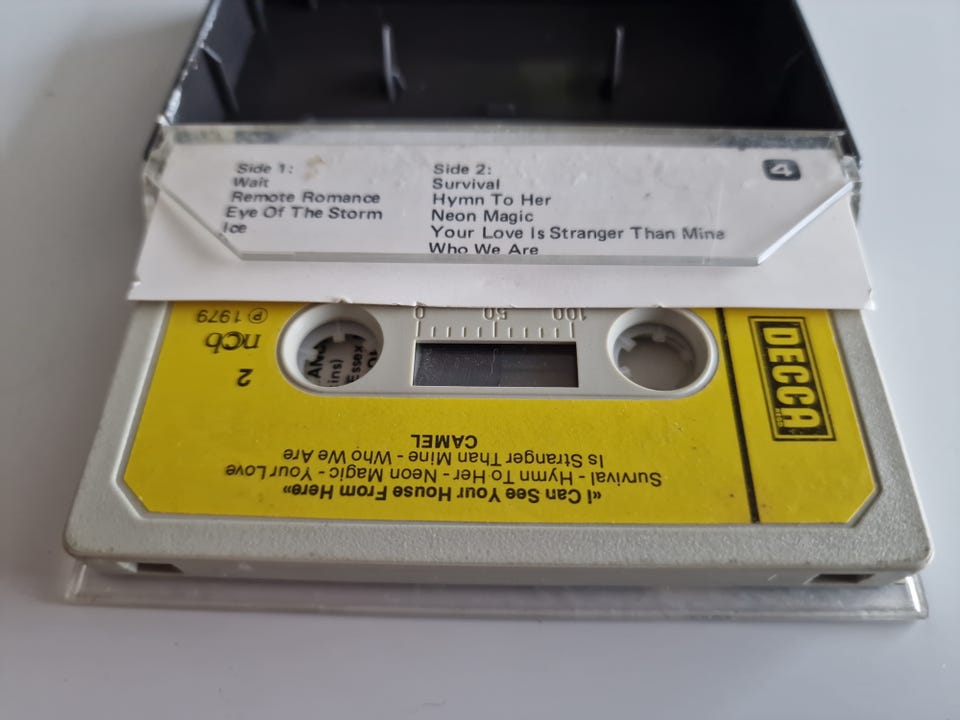 Side 1:
Wait
Remote Romance
Eye Of The Storm
Ice
Side 2:
Survival
Hymn To Her
Neon Magic
Your Love Is Stranger Than Mine
Who We Are
4
℗ 1979
ncb
2
0 50 100
DECCA
«I Can See Your House From Here»
Survival - Hymn To Her - Neon Magic - Your Love
Is Stranger Than Mine - Who We Are
CAMEL